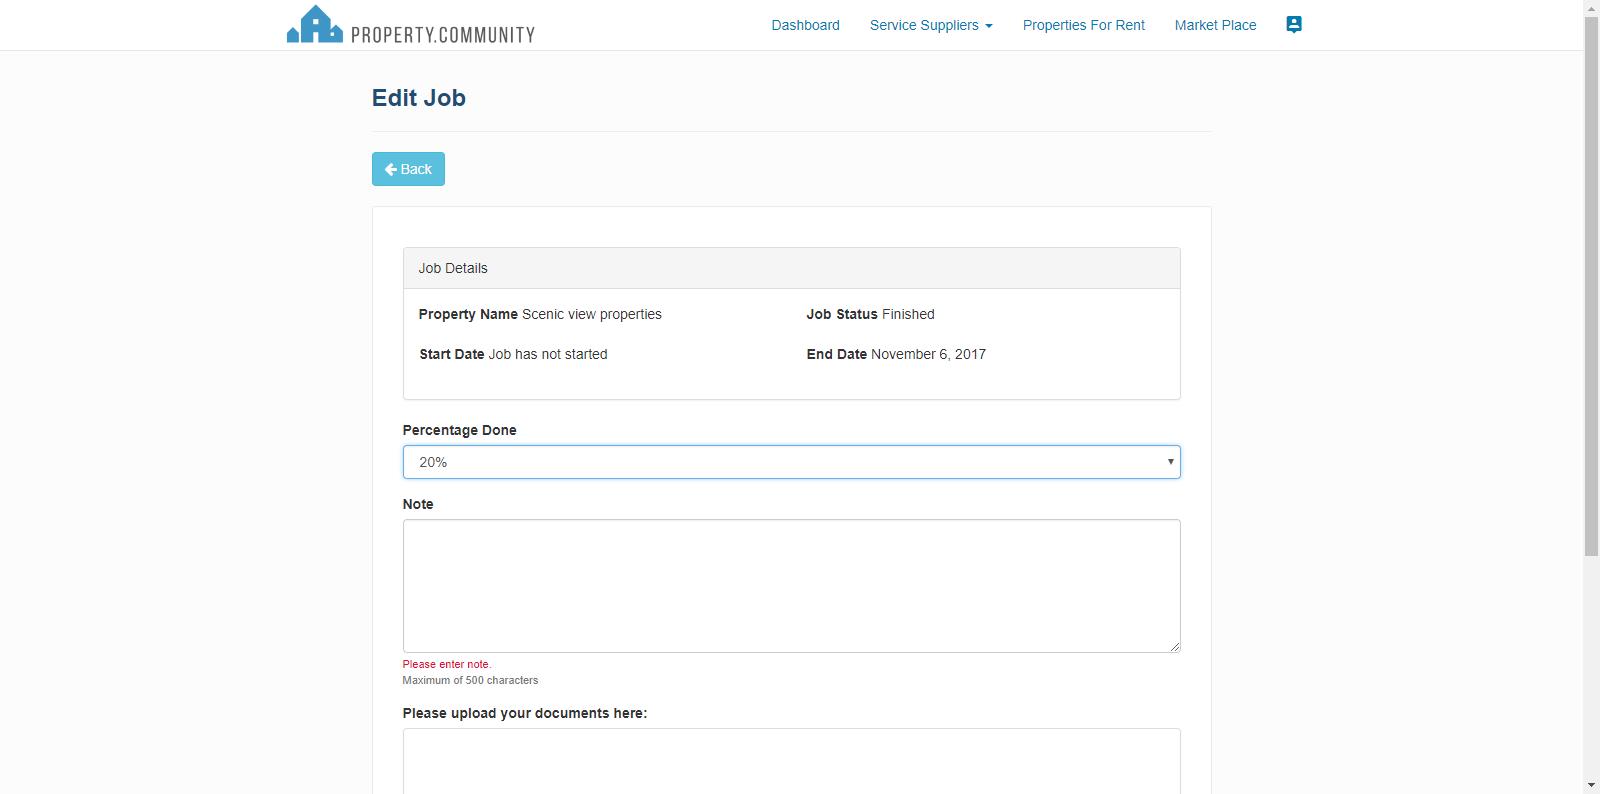 PROPERTY.COMMUNITY
Dashboard
Service Suppliers
Properties For Rent
Market Place
Edit Job
Back
Job Details
Property Name Scenic view properties
Job Status Finished
Start Date Job has not started
End Date November 6, 2017
Percentage Done
20%
Note
Please enter note.
Maximum of 500 characters
Please upload your documents here: